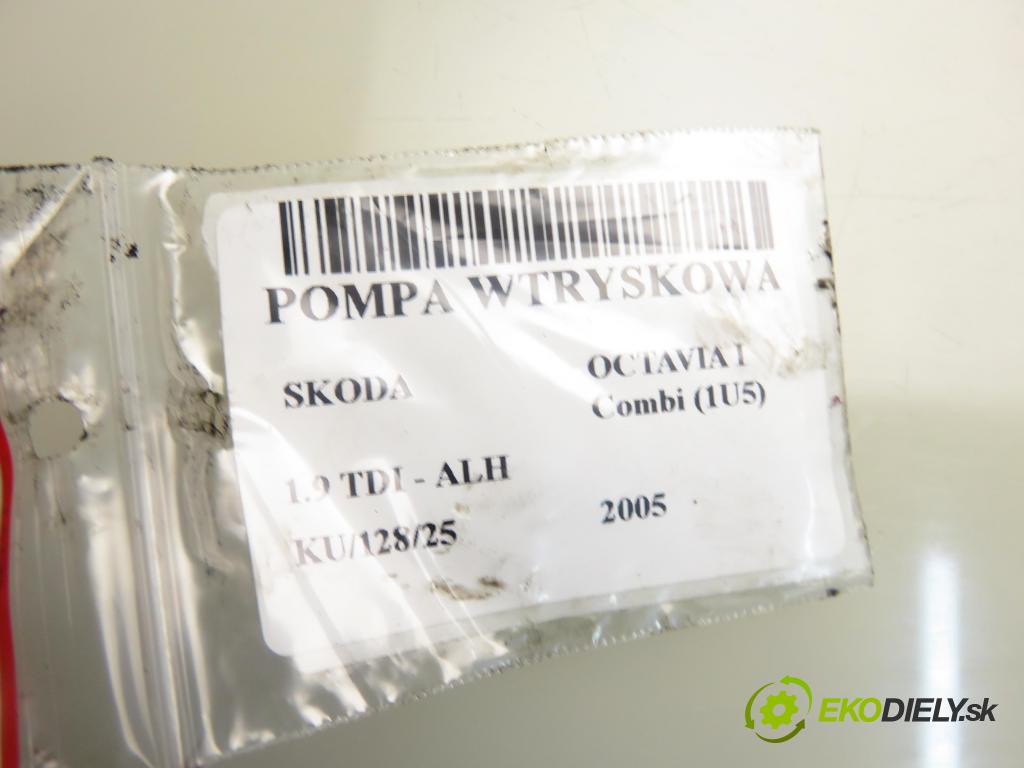 POMPA WTRYSKOWA
SKODA
OCTAVIA I
Combi (1U5)
1.9 TDI - ALH
KU/128/25
2005
EKODIELY.sk